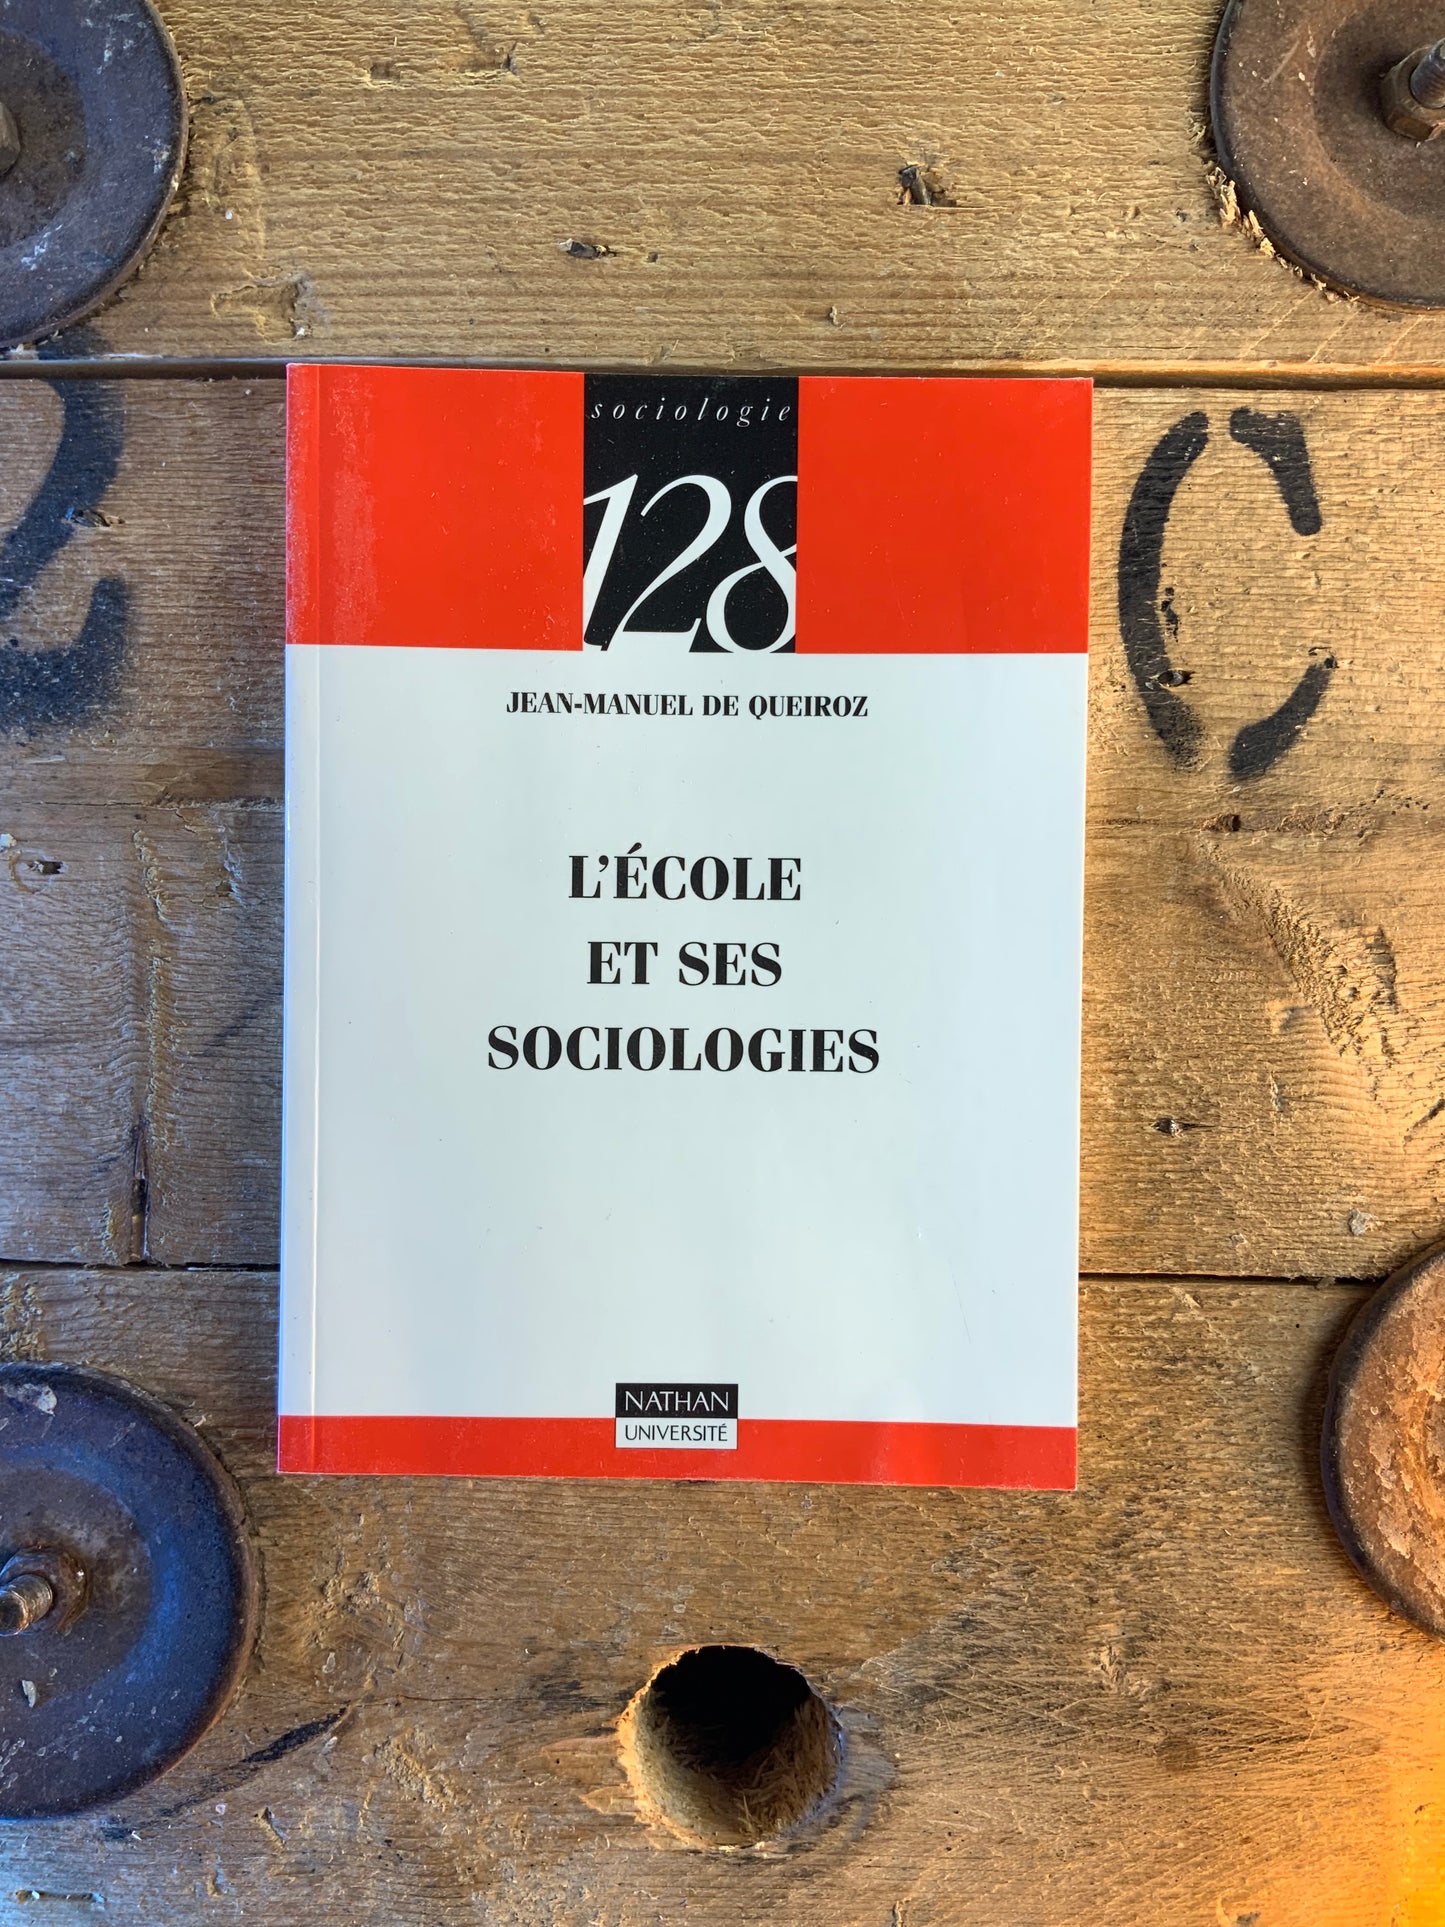 sociologie
128
JEAN-MANUEL DE QUEIROZ
L'ÉCOLE
ET SES
SOCIOLOGIES
C
NATHAN
UNIVERSITÉ